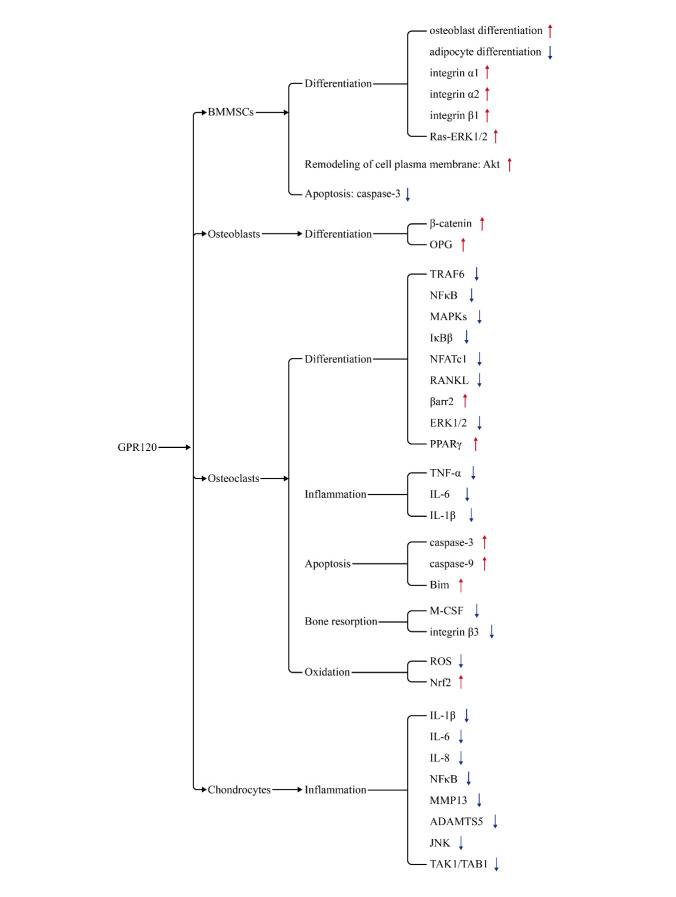 GPR120
BMMSCs
Differentiation
osteoblast differentiation ↑
adipocyte differentiation ↓
integrin α1 ↑
integrin α2 ↑
integrin β1 ↑
Ras-ERK1/2 ↑
Remodeling of cell plasma membrane: Akt ↑
Apoptosis: caspase-3 ↓
Osteoblasts
Differentiation
β-catenin ↑
OPG ↑
Osteoclasts
Differentiation
TRAF6 ↓
NFκB ↓
MAPKs ↓
IκBβ ↓
NFATc1 ↓
RANKL ↓
βarr2 ↑
ERK1/2 ↓
PPARγ ↑
Inflammation
TNF-α ↓
IL-6 ↓
IL-1β ↓
Apoptosis
caspase-3 ↑
caspase-9 ↑
Bim ↑
Bone resorption
M-CSF ↓
integrin β3 ↓
Oxidation
ROS ↓
Nrf2 ↑
Chondrocytes
Inflammation
IL-1β ↓
IL-6 ↓
IL-8 ↓
NFκB ↓
MMP13 ↓
ADAMTS5 ↓
JNK ↓
TAK1/TAB1 ↓